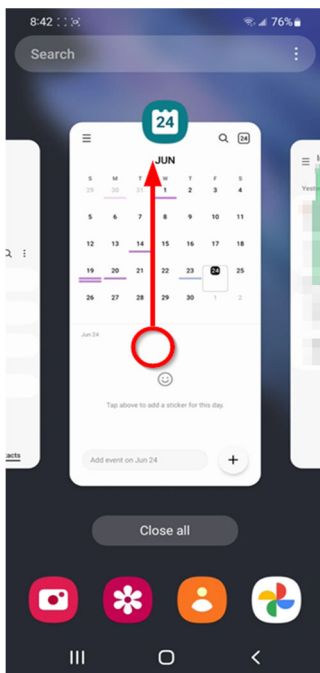 8:42
76%
Search
24
24
JUN
S M T W T F S
29 30 31 1 2 3 4
5 6 7 8 9 10 11
12 13 14 15 16 17 18
19 20 21 22 23 24 25
26 27 28 29 30 1 2
Jun 24
Tap above to add a sticker for this day.
Add event on Jun 24
Close all